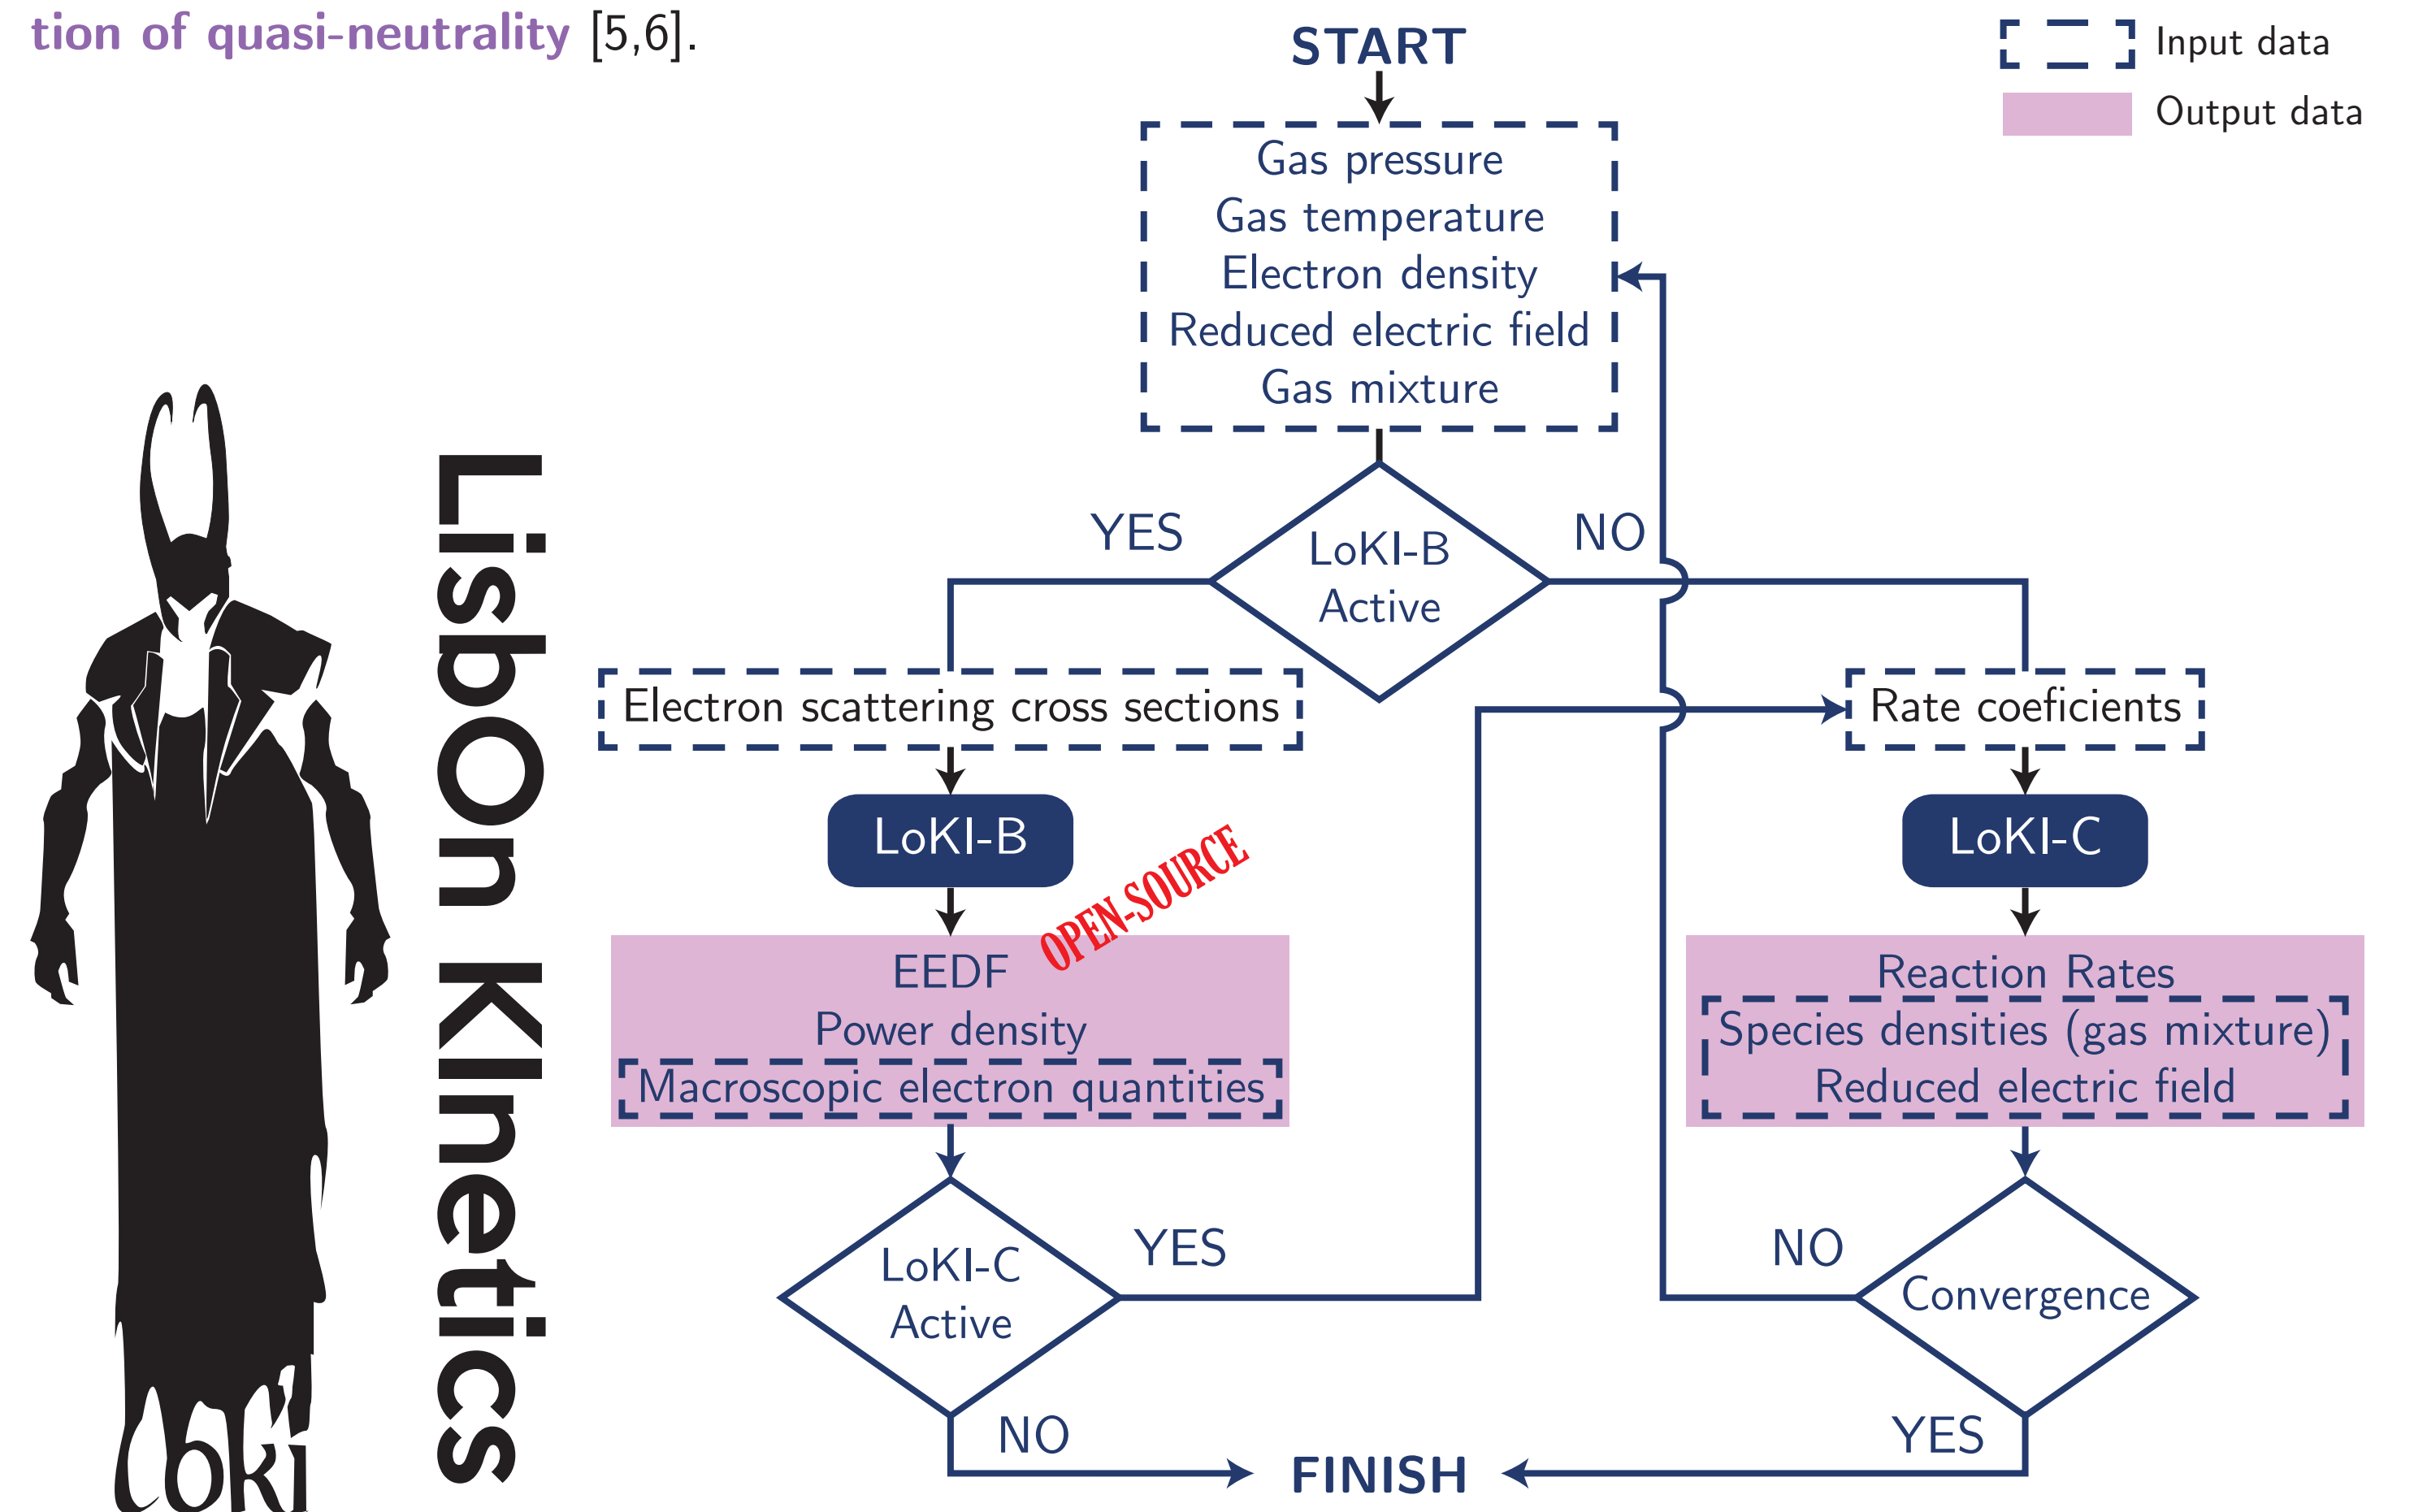 tion of quasi-neutrality [5,6].
START
Input data
Output data
Gas pressure
Gas temperature
Electron density
Reduced electric field
Gas mixture
YES
LoKI-B
Active
NO
Electron scattering cross sections
Rate coeficients
LoKI-B
LoKI-C
OPEN-SOURCE
EEDF
Power density
Macroscopic electron quantities
Reaction Rates
Species densities (gas mixture)
Reduced electric field
LoKI-C
Active
YES
NO
Convergence
NO
YES
FINISH
LisbOn KInetics
LOKI